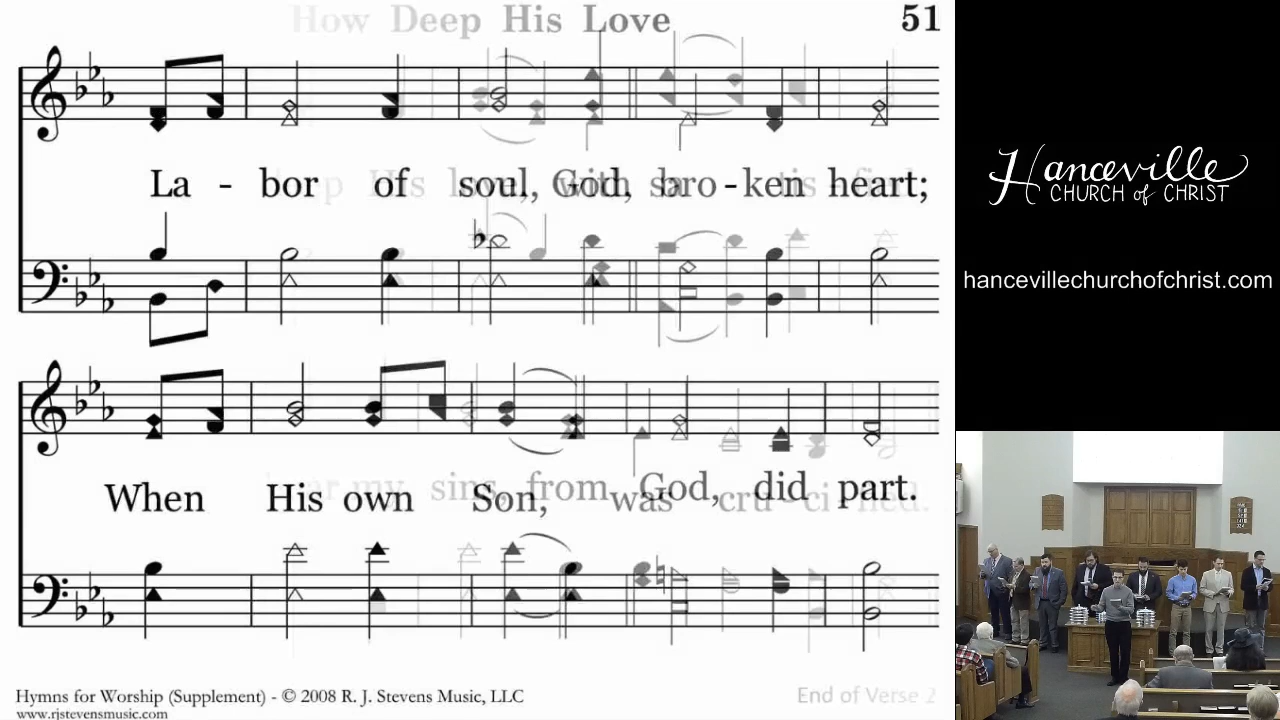 How Deep His Love
51
La - bor of soul, God, bro - ken heart;
When His own Son, from God, did part.
Hymns for Worship (Supplement) - © 2008 R. J. Stevens Music, LLC
www.rjstevensmusic.com
End of Verse 2
Hanceville
CHURCH of CHRIST
hancevillechurchofchrist.com